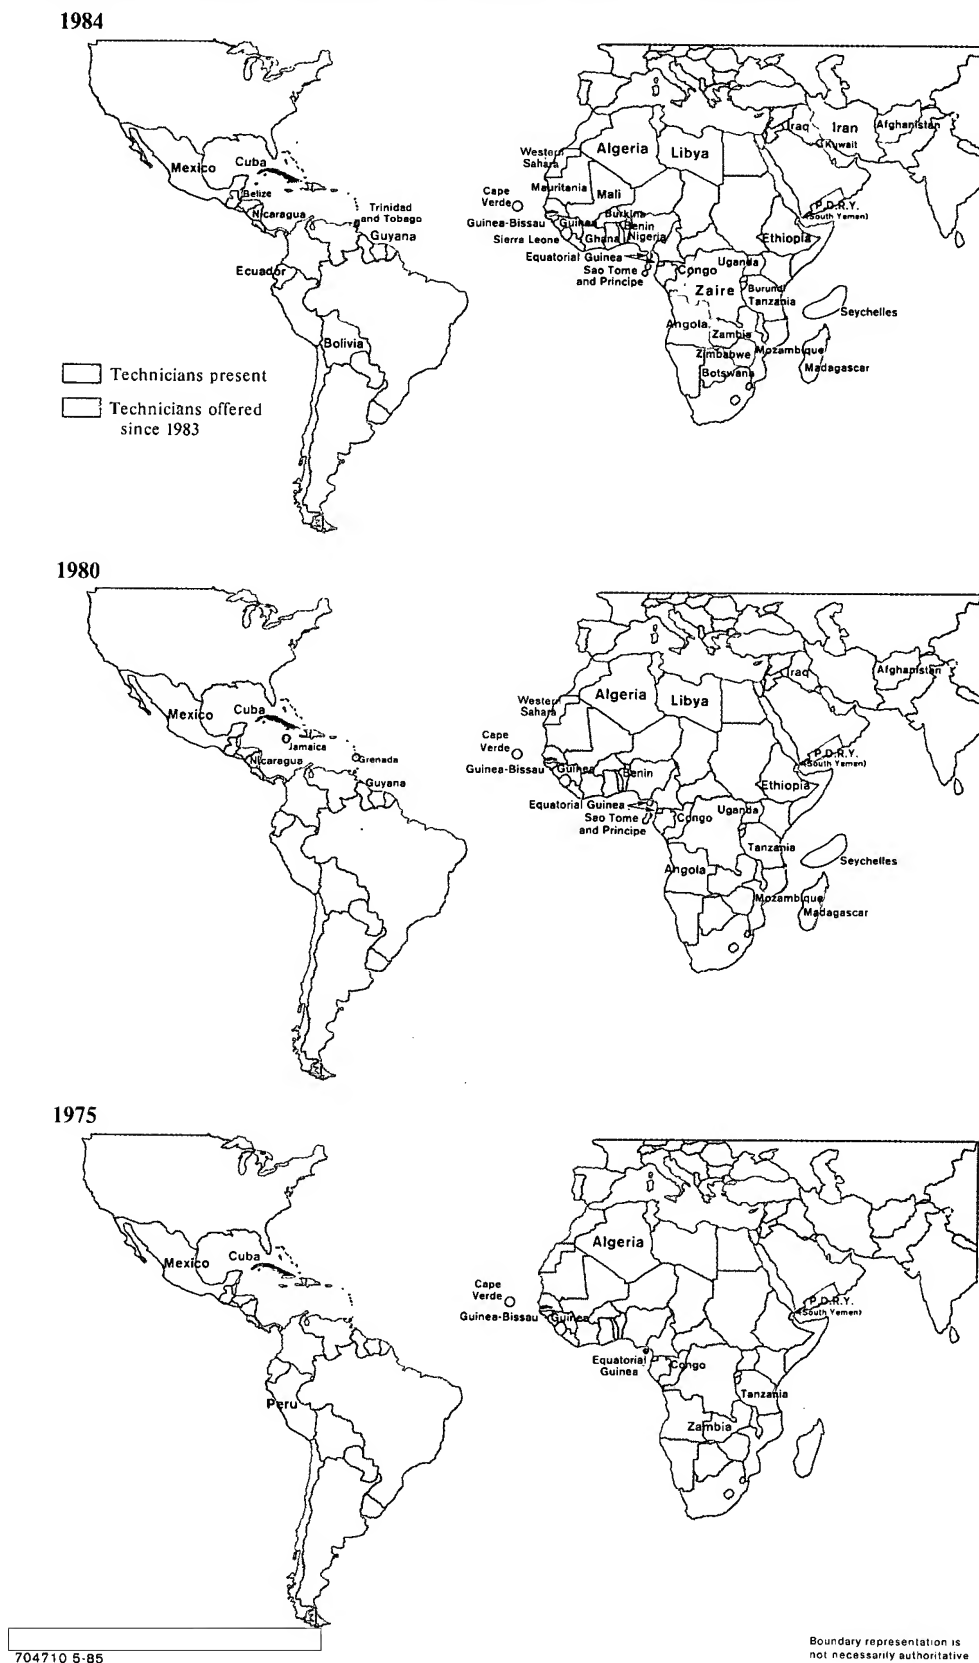 1984
Mexico
Cuba
Belize
Nicaragua
Trinidad
and Tobago
Guyana
Ecuador
Bolivia
Technicians present
Technicians offered
since 1983
Algeria
Libya
Iraq
Iran
Kuwait
Afghanistan
Western
Sahara
Cape
Verde
Mauritania
Mali
P.D.R.Y.
(South Yemen)
Guinea-Bissau
Guinea
Burkina
Benin
Sierra Leone
Ghana
Nigeria
Ethiopia
Equatorial Guinea
Sao Tome
and Principe
Congo
Uganda
Zaire
Burundi
Tanzania
Seychelles
Angola
Zambia
Zimbabwe
Mozambique
Botswana
Madagascar
1980
Mexico
Cuba
Jamaica
Nicaragua
Grenada
Guyana
Western
Sahara
Algeria
Libya
Iraq
Afghanistan
Cape
Verde
Guinea-Bissau
Guinea
Benin
P.D.R.Y.
(South Yemen)
Ethiopia
Equatorial Guinea
Sao Tome
and Principe
Congo
Uganda
Tanzania
Seychelles
Angola
Mozambique
Madagascar
1975
Mexico
Cuba
Peru
Algeria
Cape
Verde
Guinea-Bissau
Guinea
P.D.R.Y.
(South Yemen)
Equatorial
Guinea
Congo
Tanzania
Zambia
704710 5-85
Boundary representation is
not necessarily authoritative